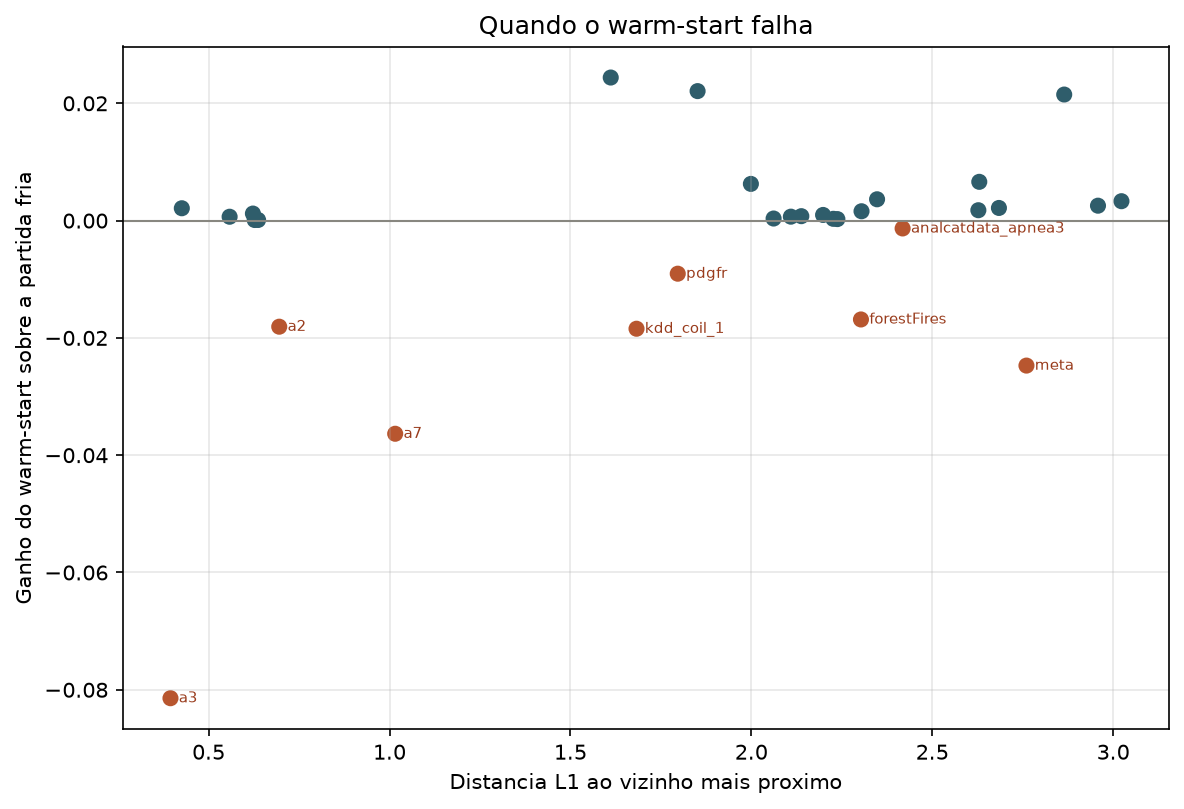 Quando o warm-start falha
Ganho do warm-start sobre a partida fria
0.02
0.00
−0.02
−0.04
−0.06
−0.08
analcatdata_apnea3
pdgfr
forestFires
a2
kdd_coil_1
meta
a7
a3
0.5
1.0
1.5
2.0
2.5
3.0
Distancia L1 ao vizinho mais proximo